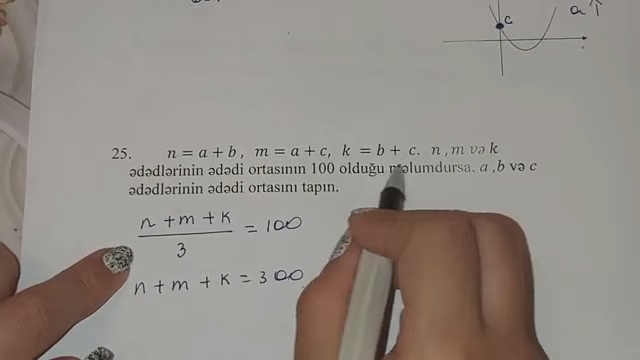 c
a ↑
25. n = a + b , m = a + c, k = b + c. n , m və k
ədədlərinin ədədi ortasının 100 olduğu məlumdursa, a , b və c
ədədlərinin ədədi ortasını tapın.
n + m + k
3
= 100
n + m + k = 300